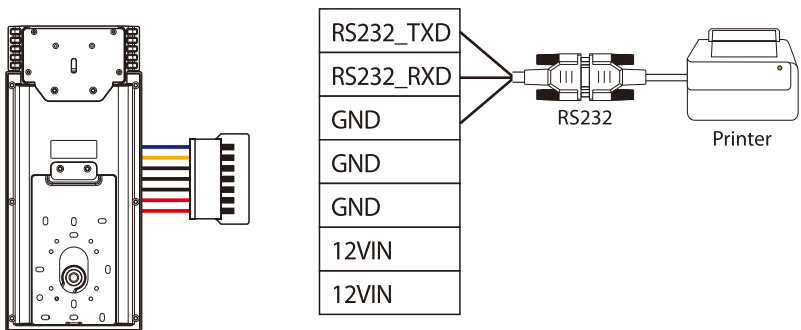 RS232_TXD
RS232_RXD
GND
GND
GND
12VIN
12VIN
RS232
Printer